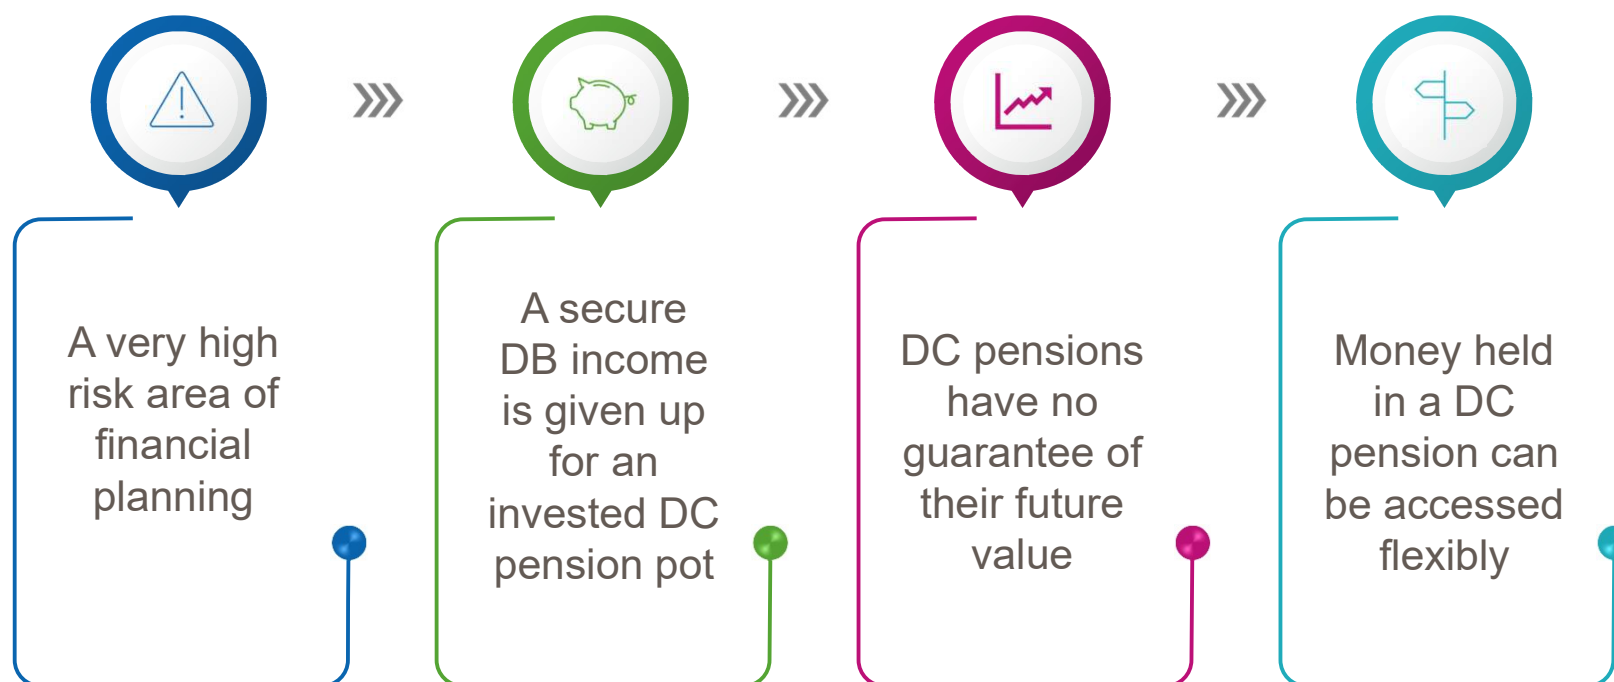 A very high
risk area of
financial
planning
A secure
DB income
is given up
for an
invested DC
pension pot
DC pensions
have no
guarantee of
their future
value
Money held
in a DC
pension can
be accessed
flexibly